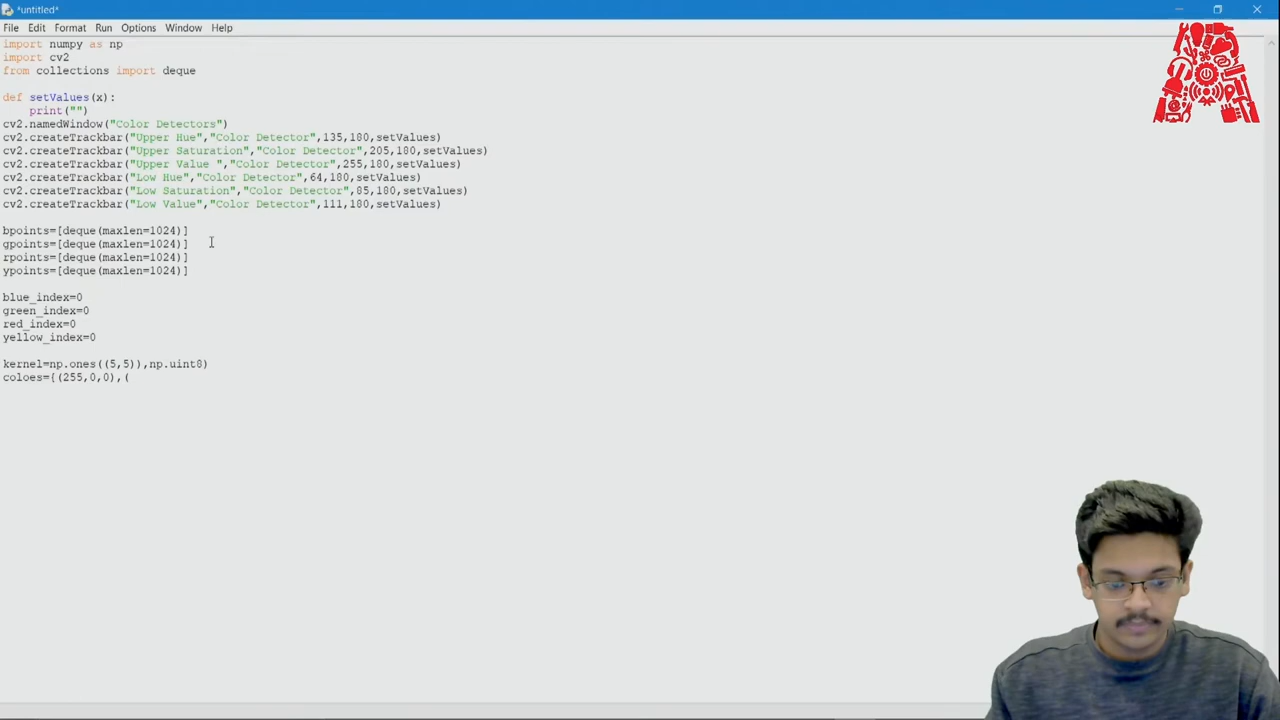 *untitled*
File Edit Format Run Options Window Help
import numpy as np
import cv2
from collections import deque
def setValues(x):
print("")
cv2.namedWindow("Color Detectors")
cv2.createTrackbar("Upper Hue","Color Detector",135,180,setValues)
cv2.createTrackbar("Upper Saturation","Color Detector",205,180,setValues)
cv2.createTrackbar("Upper Value ","Color Detector",255,180,setValues)
cv2.createTrackbar("Low Hue","Color Detector",64,180,setValues)
cv2.createTrackbar("Low Saturation","Color Detector",85,180,setValues)
cv2.createTrackbar("Low Value","Color Detector",111,180,setValues)
bpoints=[deque(maxlen=1024)]
gpoints=[deque(maxlen=1024)]
rpoints=[deque(maxlen=1024)]
ypoints=[deque(maxlen=1024)]
blue_index=0
green_index=0
red_index=0
yellow_index=0
kernel=np.ones((5,5)),np.uint8)
coloes={(255,0,0),(